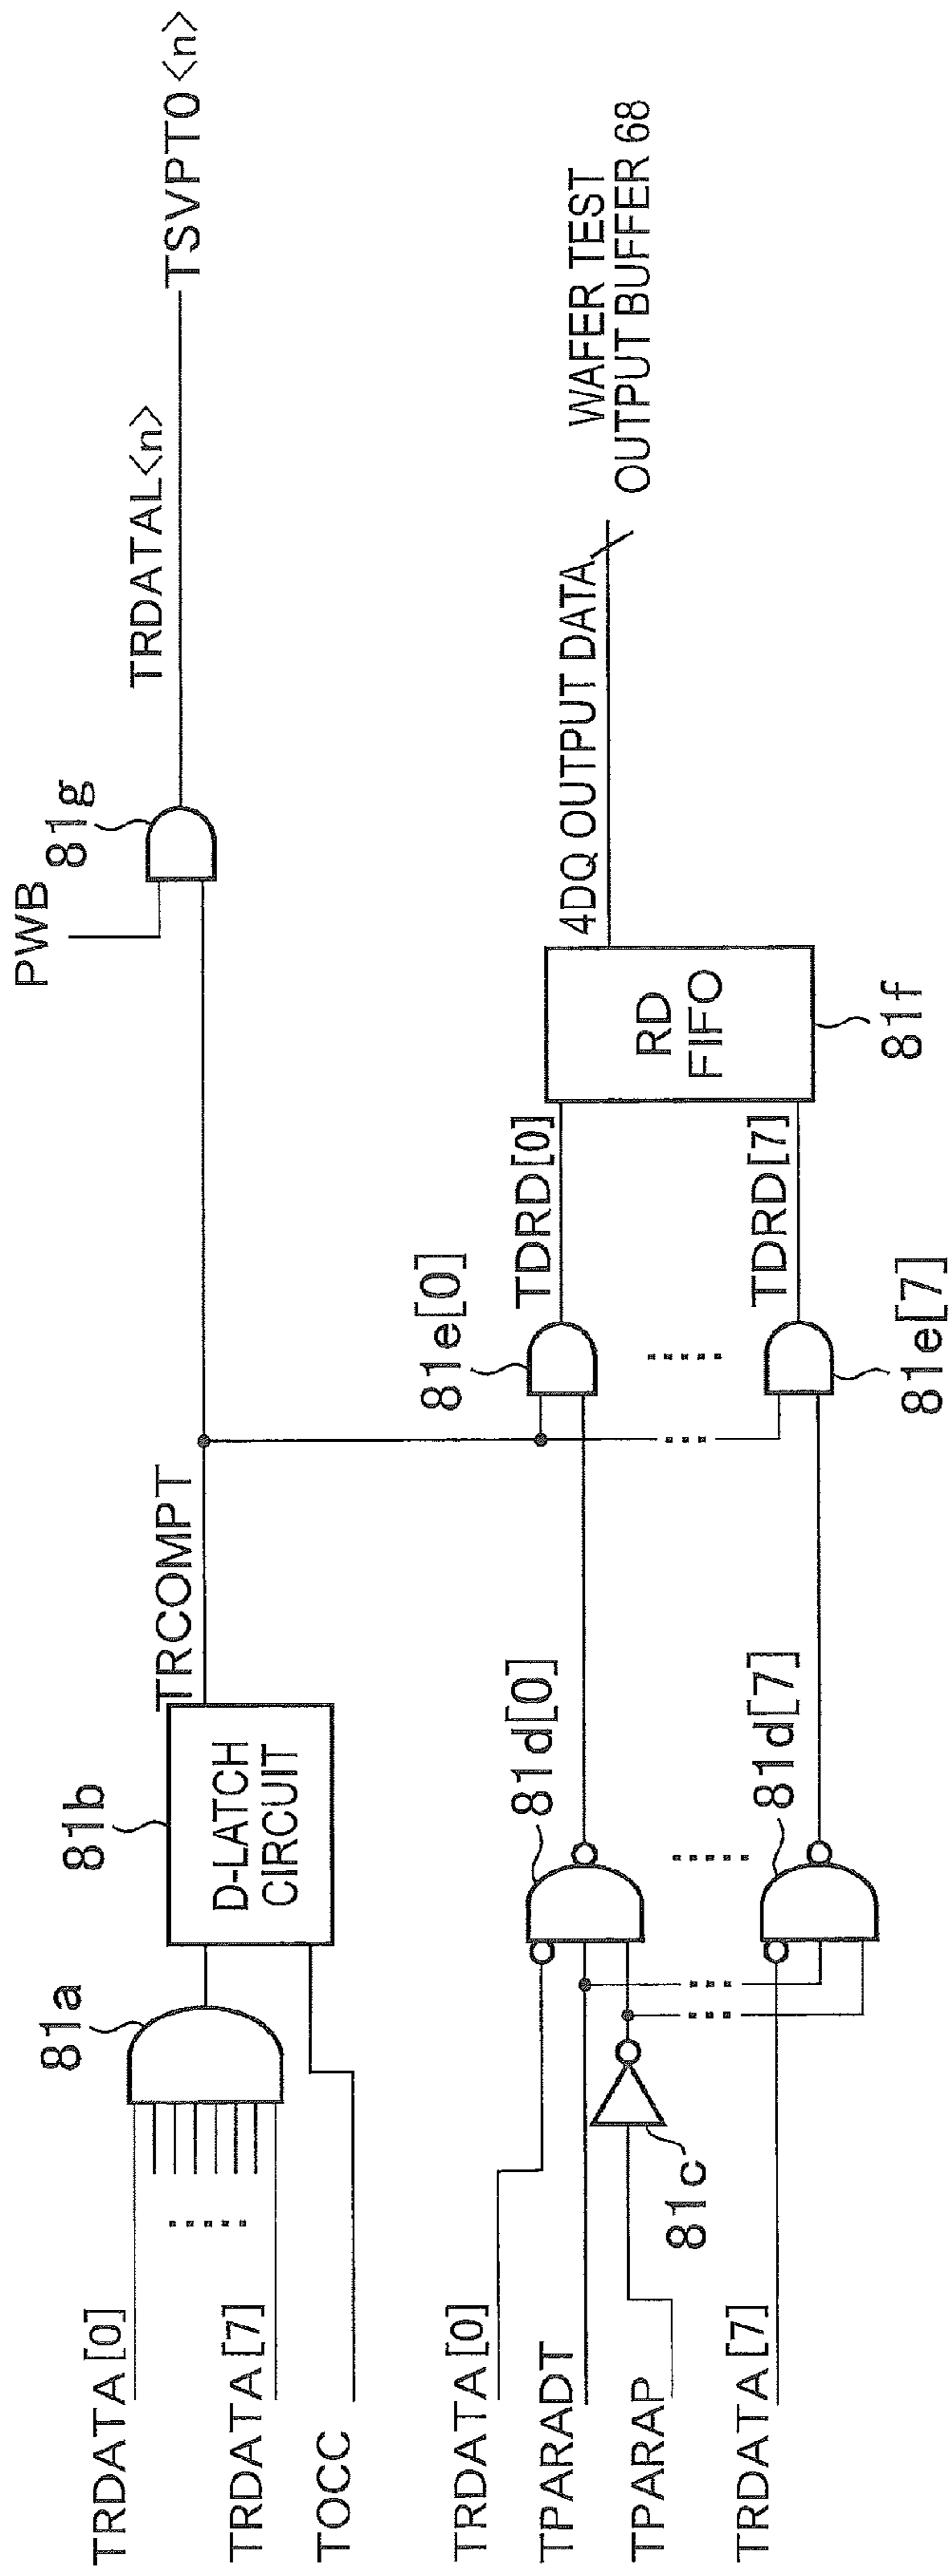 TRDATA[0]
TRDATA[7]
TOCC
81a
81b
D-LATCH
CIRCUIT
TRCOMPT
PWB
81g
TRDATAL<n>
TSVPT0<n>
TRDATA[0]
TPARADT
TPARAP
TRDATA[7]
81c
81d[0]
81d[7]
81e[0]
81e[7]
TDRD[0]
TDRD[7]
RD
FIFO
81f
4DQ OUTPUT DATA
WAFER TEST
OUTPUT BUFFER 68